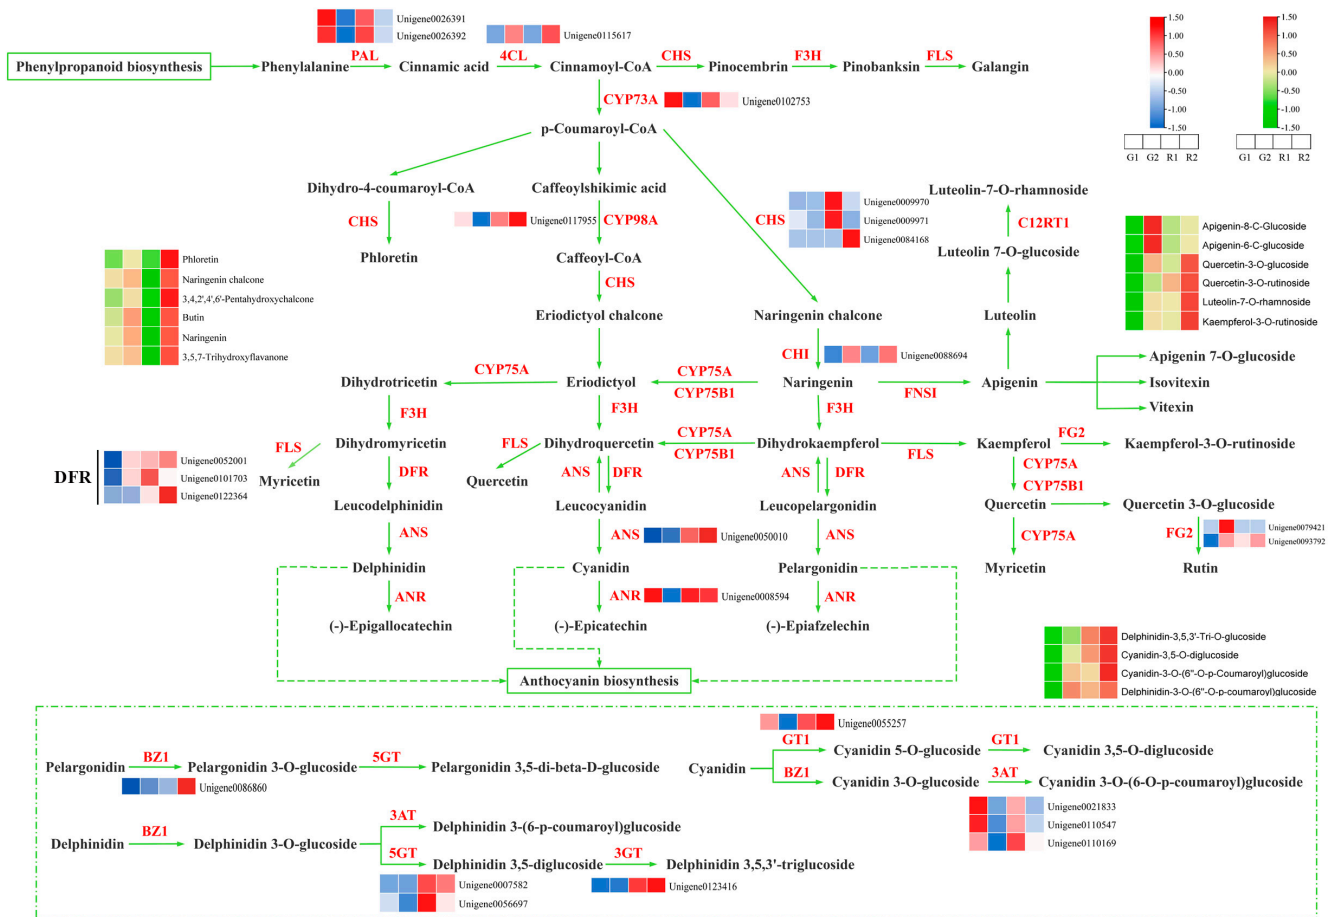 Unigene0026391
Unigene0026392
Unigene0115617
Phenylpropanoid biosynthesis
Phenylalanine
PAL
Cinnamic acid
4CL
Cinnamoyl-CoA
CHS
Pinocembrin
F3H
Pinobanksin
FLS
Galangin
1.50
1.00
0.50
0.00
-0.50
-1.00
-1.50
G1 G2 R1 R2
1.50
1.00
0.50
0.00
-0.50
-1.00
-1.50
G1 G2 R1 R2
CYP73A
Unigene0102753
p-Coumaroyl-CoA
Dihydro-4-coumaroyl-CoA
CHS
Phloretin
Caffeoylshikimic acid
Unigene0117955
CYP98A
Caffeoyl-CoA
CHS
Eriodictyol chalcone
CHS
Unigene0009970
Unigene0009971
Unigene0084168
Naringenin chalcone
CHI
Unigene0088694
Luteolin-7-O-rhamnoside
C12RT1
Luteolin 7-O-glucoside
Luteolin
Apigenin-8-C-Glucoside
Apigenin-6-C-glucoside
Quercetin-3-O-glucoside
Quercetin-3-O-rutinoside
Luteolin-7-O-rhamnoside
Kaempferol-3-O-rutinoside
Phloretin
Naringenin chalcone
3,4,2',4',6'-Pentahydroxychalcone
Butin
Naringenin
3,5,7-Trihydroxyflavanone
Dihydrotricetin
CYP75A
Eriodictyol
CYP75A
CYP75B1
Naringenin
FNSI
Apigenin
Apigenin 7-O-glucoside
Isovitexin
Vitexin
F3H
F3H
F3H
Dihydromyricetin
FLS
Myricetin
Dihydroquercetin
FLS
Quercetin
CYP75A
CYP75B1
Dihydrokaempferol
FLS
Kaempferol
FG2
Kaempferol-3-O-rutinoside
CYP75A
CYP75B1
DFR
Unigene0052001
Unigene0101703
Unigene0122364
DFR
ANS
DFR
ANS
DFR
Leucodelphinidin
Leucocyanidin
Leucopelargonidin
Quercetin
Quercetin 3-O-glucoside
ANS
ANS
Unigene0050010
ANS
CYP75A
FG2
Unigene0079421
Unigene0093792
Delphinidin
Cyanidin
Pelargonidin
Myricetin
Rutin
ANR
ANR
Unigene0008594
ANR
(-)-Epigallocatechin
(-)-Epicatechin
(-)-Epiafzelechin
Anthocyanin biosynthesis
Delphinidin-3,5,3'-Tri-O-glucoside
Cyanidin-3,5-O-diglucoside
Cyanidin-3-O-(6"-O-p-Coumaroyl)glucoside
Delphinidin-3-O-(6"-O-p-coumaroyl)glucoside
Pelargonidin
BZ1
Unigene0086860
Pelargonidin 3-O-glucoside
5GT
Pelargonidin 3,5-di-beta-D-glucoside
Unigene0055257
Cyanidin
GT1
Cyanidin 5-O-glucoside
GT1
Cyanidin 3,5-O-diglucoside
BZ1
Cyanidin 3-O-glucoside
3AT
Cyanidin 3-O-(6-O-p-coumaroyl)glucoside
Unigene0021833
Unigene0110547
Unigene0110169
Delphinidin
BZ1
Delphinidin 3-O-glucoside
3AT
Delphinidin 3-(6-p-coumaroyl)glucoside
5GT
Delphinidin 3,5-diglucoside
3GT
Delphinidin 3,5,3'-triglucoside
Unigene0007582
Unigene0056697
Unigene0123416